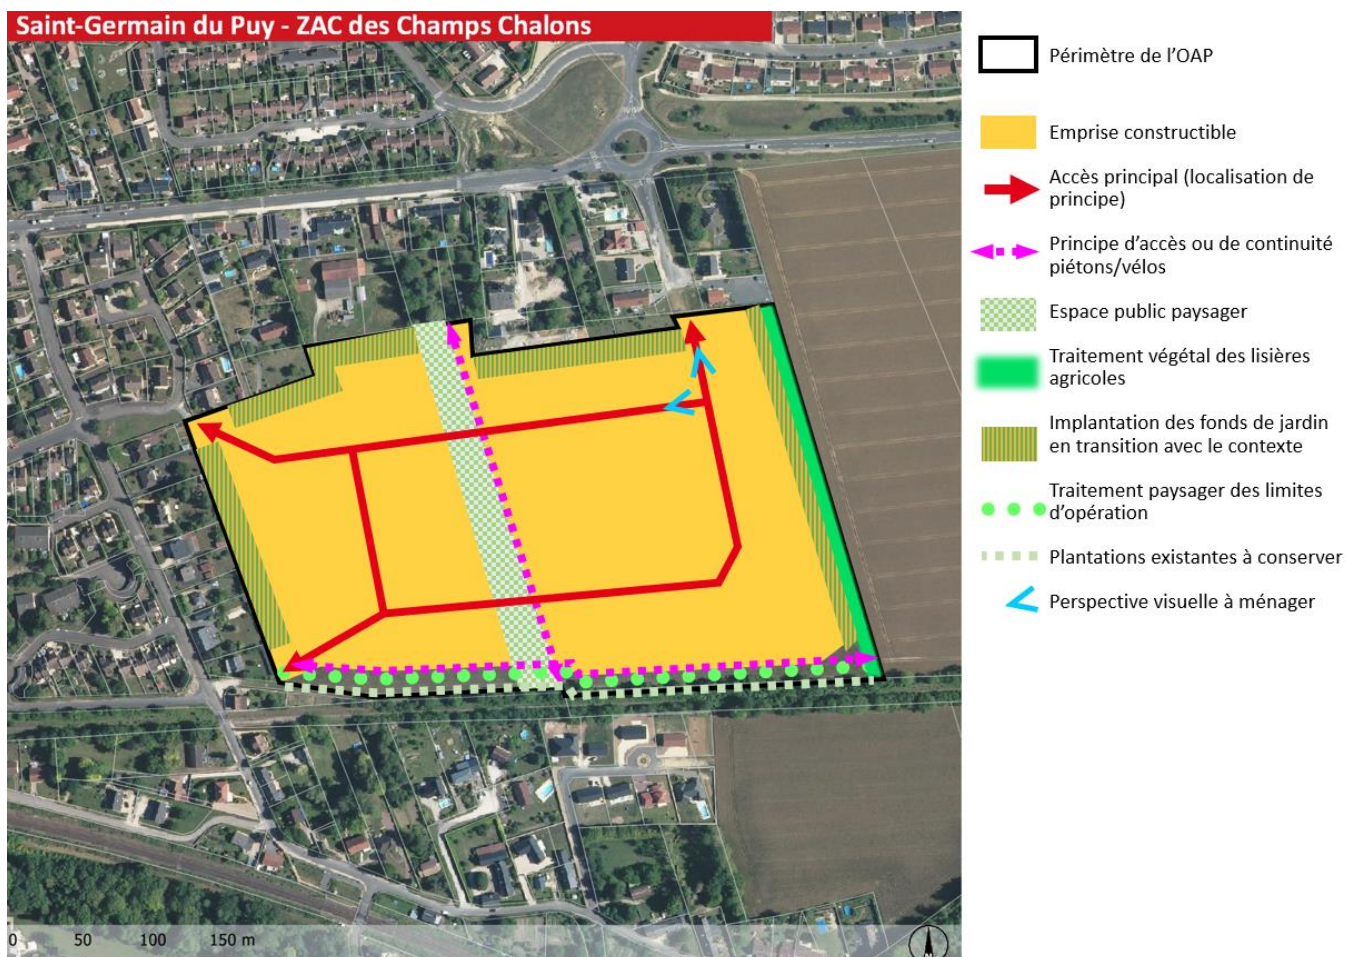 Saint-Germain du Puy - ZAC des Champs Chalons
Périmètre de l’OAP
Emprise constructible
Accès principal (localisation de
principe)
Principe d’accès ou de continuité
piétons/vélos
Espace public paysager
Traitement végétal des lisières
agricoles
Implantation des fonds de jardin
en transition avec le contexte
Traitement paysager des limites
d’opération
Plantations existantes à conserver
Perspective visuelle à ménager
0 50 100 150 m